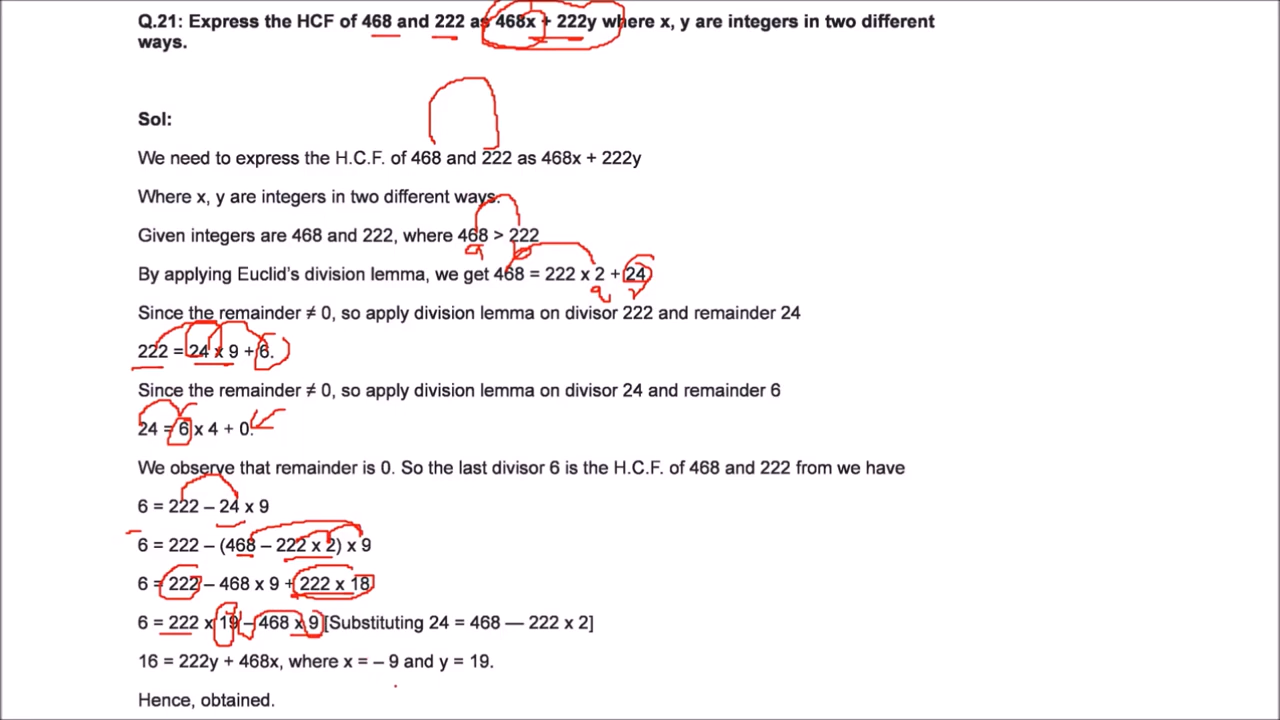 Q.21: Express the HCF of 468 and 222 as 468x + 222y where x, y are integers in two different
ways.
Sol:
We need to express the H.C.F. of 468 and 222 as 468x + 222y
Where x, y are integers in two different ways.
Given integers are 468 and 222, where 468 > 222
a b
By applying Euclid's division lemma, we get 468 = 222 x 2 + 24
q r
Since the remainder ≠ 0, so apply division lemma on divisor 222 and remainder 24
222 = 24 x 9 + 6.
Since the remainder ≠ 0, so apply division lemma on divisor 24 and remainder 6
24 = 6 x 4 + 0.
We observe that remainder is 0. So the last divisor 6 is the H.C.F. of 468 and 222 from we have
6 = 222 – 24 x 9
6 = 222 – (468 – 222 x 2) x 9
6 = 222 – 468 x 9 + 222 x 18
6 = 222 x 19 – 468 x 9 [Substituting 24 = 468 — 222 x 2]
16 = 222y + 468x, where x = – 9 and y = 19.
Hence, obtained.